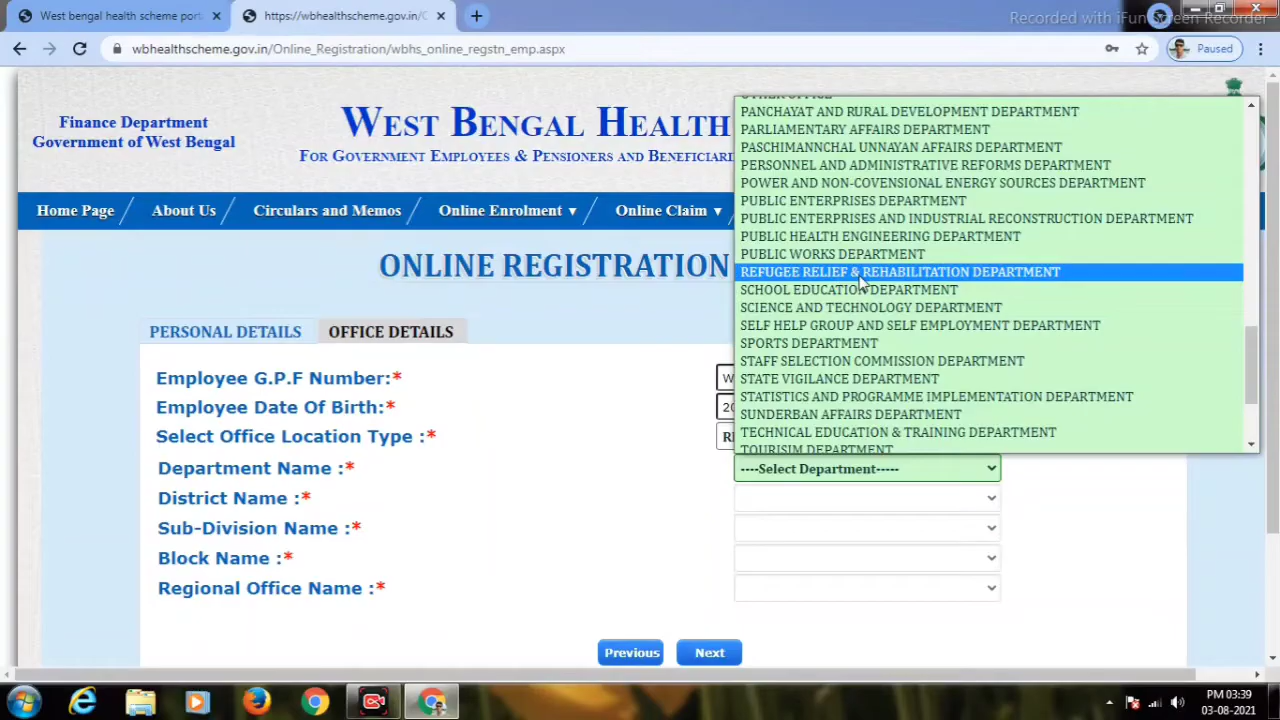 West bengal health scheme port
https://wbhealthscheme.gov.in/O
Recorded with iFun Screen Recorder
wbhealthscheme.gov.in/Online_Registration/wbhs_online_regstn_emp.aspx
Paused
Finance Department
Government of West Bengal
WEST BENGAL HEALTH
FOR GOVERNMENT EMPLOYEES & PENSIONERS AND BENEFICIAR
Home Page
About Us
Circulars and Memos
Online Enrolment ▾
Online Claim ▾
ONLINE REGISTRATION
OTHER OFFICE
PANCHAYAT AND RURAL DEVELOPMENT DEPARTMENT
PARLIAMENTARY AFFAIRS DEPARTMENT
PASCHIMANNCHAL UNNAYAN AFFAIRS DEPARTMENT
PERSONNEL AND ADMINISTRATIVE REFORMS DEPARTMENT
POWER AND NON-COVENSIONAL ENERGY SOURCES DEPARTMENT
PUBLIC ENTERPRISES DEPARTMENT
PUBLIC ENTERPRISES AND INDUSTRIAL RECONSTRUCTION DEPARTMENT
PUBLIC HEALTH ENGINEERING DEPARTMENT
PUBLIC WORKS DEPARTMENT
REFUGEE RELIEF & REHABILITATION DEPARTMENT
SCHOOL EDUCATION DEPARTMENT
SCIENCE AND TECHNOLOGY DEPARTMENT
SELF HELP GROUP AND SELF EMPLOYMENT DEPARTMENT
SPORTS DEPARTMENT
STAFF SELECTION COMMISSION DEPARTMENT
STATE VIGILANCE DEPARTMENT
STATISTICS AND PROGRAMME IMPLEMENTATION DEPARTMENT
SUNDERBAN AFFAIRS DEPARTMENT
TECHNICAL EDUCATION & TRAINING DEPARTMENT
TOURISIM DEPARTMENT
PERSONAL DETAILS
OFFICE DETAILS
Employee G.P.F Number:*
W
Employee Date Of Birth:*
20
Select Office Location Type :*
Department Name :*
----Select Department-----
District Name :*
Sub-Division Name :*
Block Name :*
Regional Office Name :*
Previous
Next
PM 03:39
03-08-2021